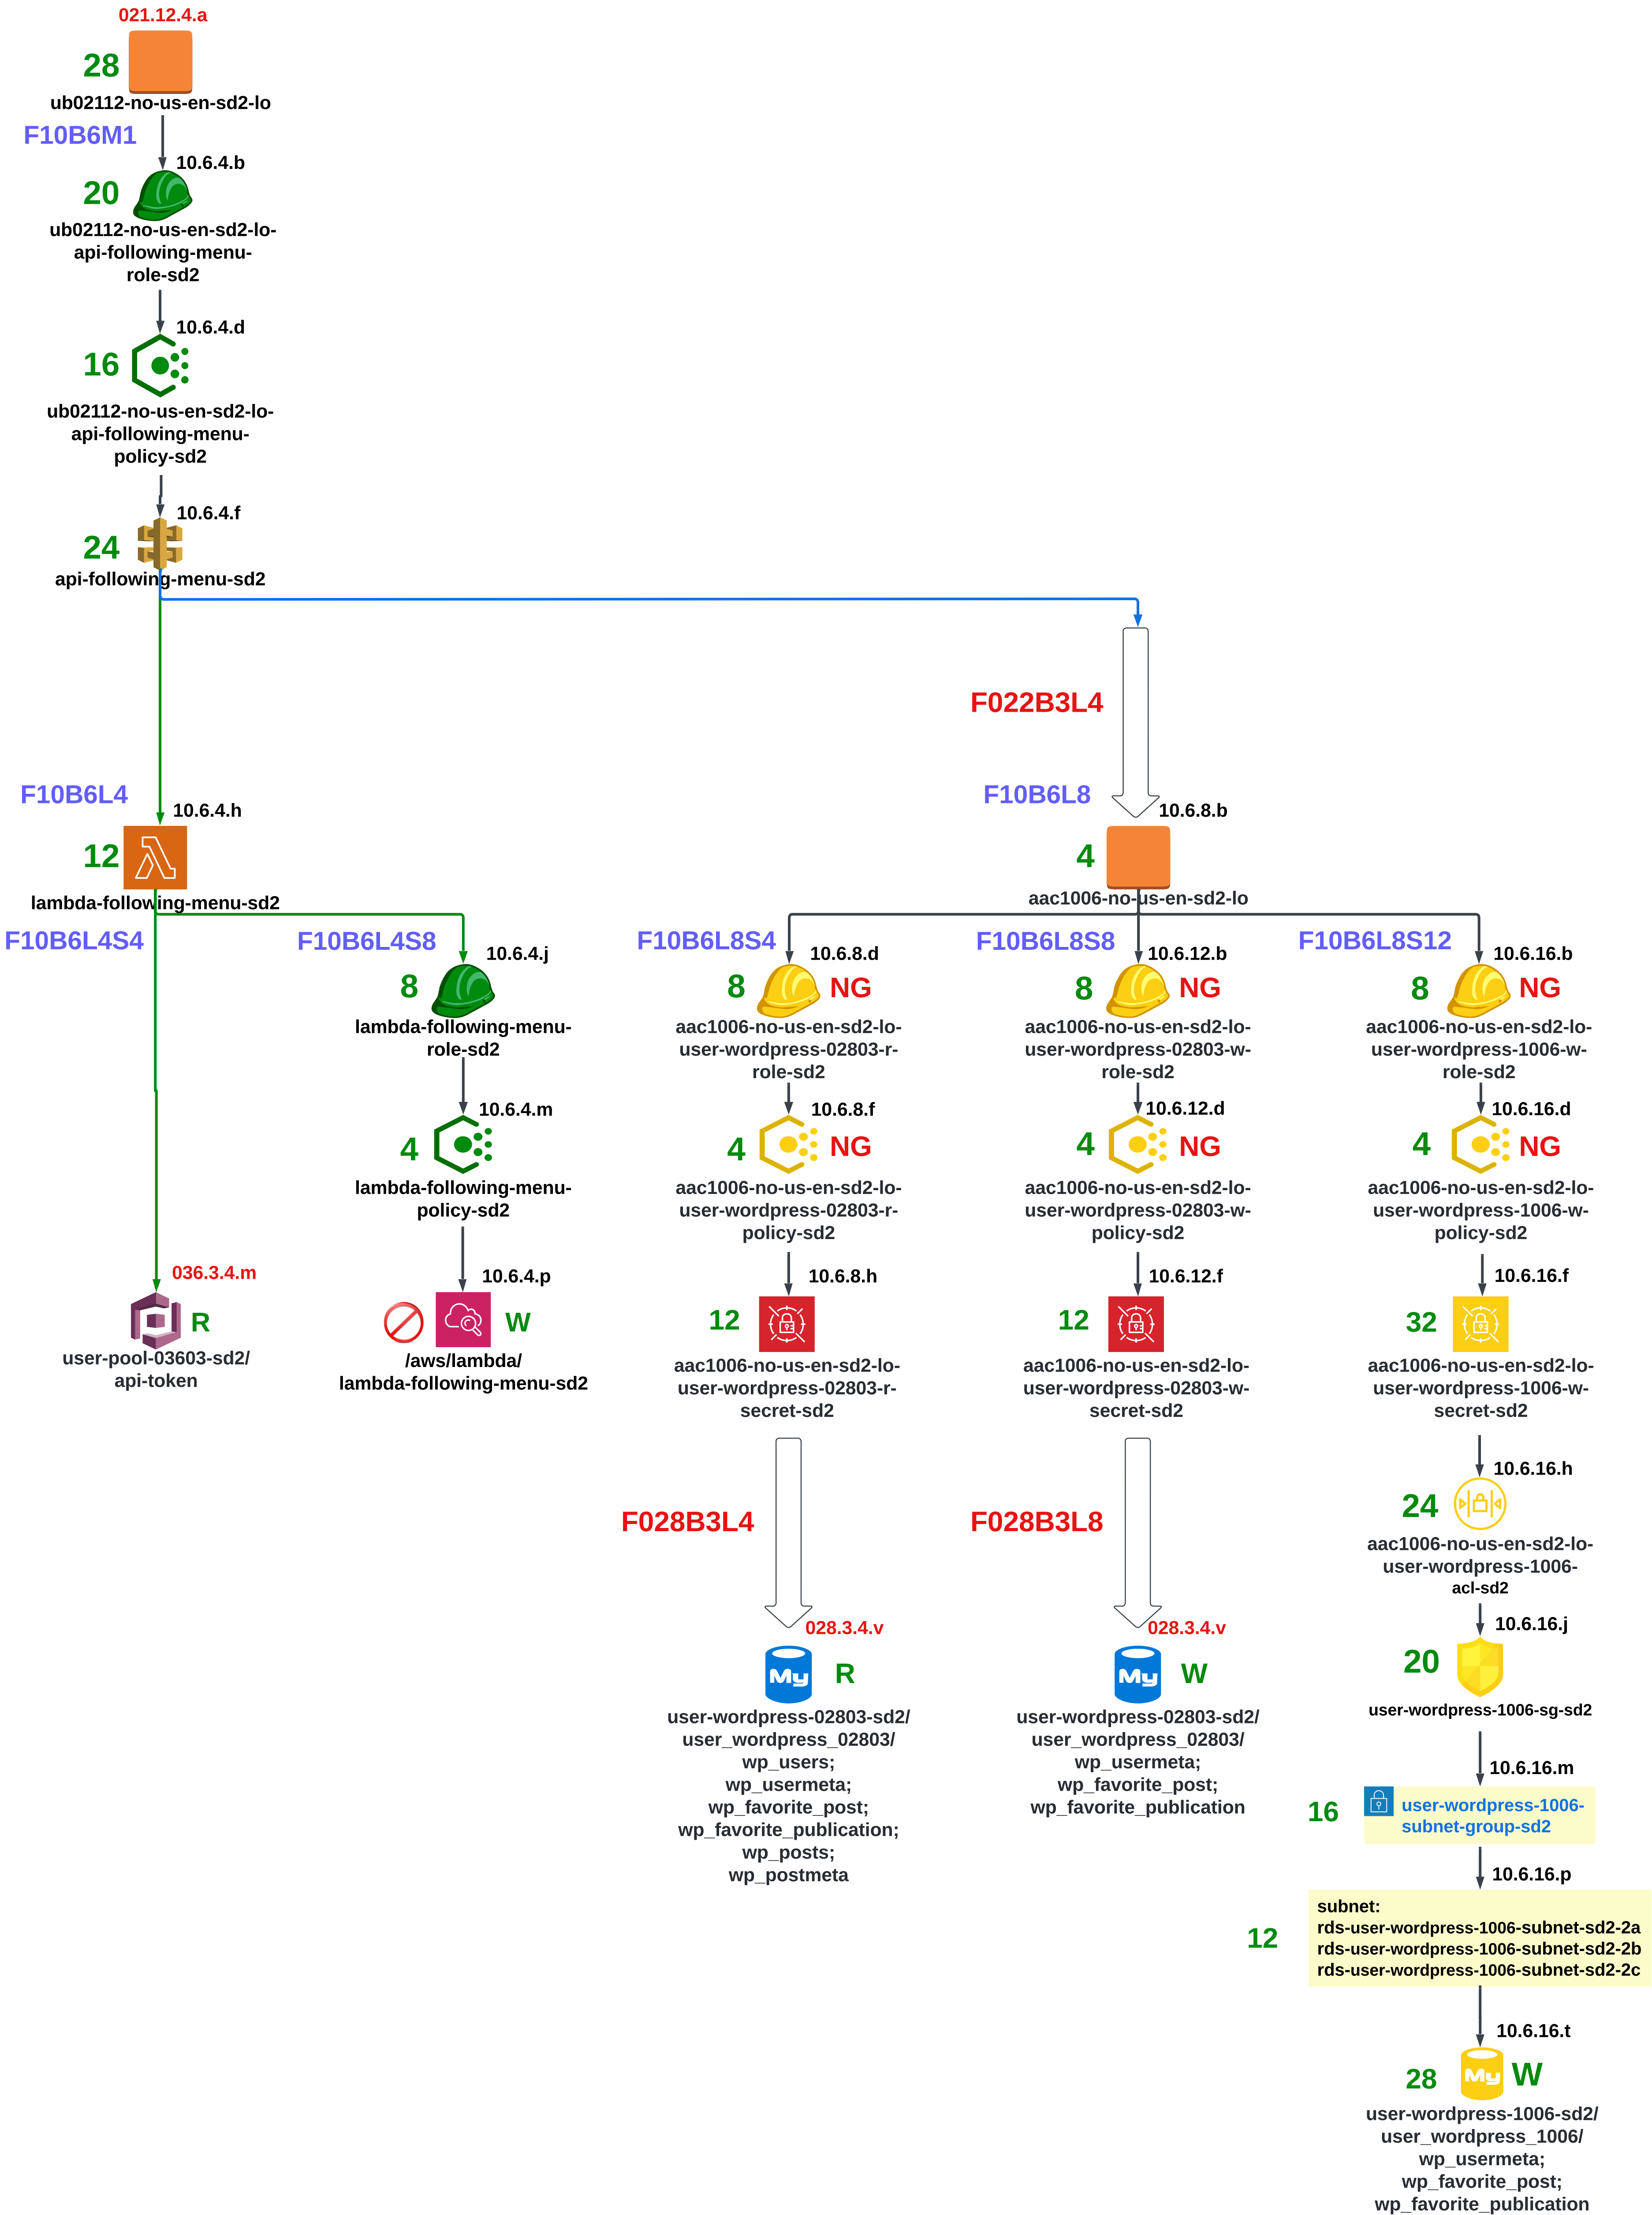 021.12.4.a
28
ub02112-no-us-en-sd2-lo
F10B6M1
10.6.4.b
20
ub02112-no-us-en-sd2-lo-
api-following-menu-
role-sd2
10.6.4.d
16
ub02112-no-us-en-sd2-lo-
api-following-menu-
policy-sd2
10.6.4.f
24
api-following-menu-sd2
F022B3L4
F10B6L4
10.6.4.h
12
lambda-following-menu-sd2
F10B6L8
10.6.8.b
4
aac1006-no-us-en-sd2-lo
F10B6L4S4
036.3.4.m
R
user-pool-03603-sd2/
api-token
F10B6L4S8
10.6.4.j
8
lambda-following-menu-
role-sd2
10.6.4.m
4
lambda-following-menu-
policy-sd2
10.6.4.p
W
/aws/lambda/
lambda-following-menu-sd2
F10B6L8S4
10.6.8.d
8
NG
aac1006-no-us-en-sd2-lo-
user-wordpress-02803-r-
role-sd2
10.6.8.f
4
NG
aac1006-no-us-en-sd2-lo-
user-wordpress-02803-r-
policy-sd2
10.6.8.h
12
aac1006-no-us-en-sd2-lo-
user-wordpress-02803-r-
secret-sd2
F028B3L4
028.3.4.v
My
R
user-wordpress-02803-sd2/
user_wordpress_02803/
wp_users;
wp_usermeta;
wp_favorite_post;
wp_favorite_publication;
wp_posts;
wp_postmeta
F10B6L8S8
10.6.12.b
8
NG
aac1006-no-us-en-sd2-lo-
user-wordpress-02803-w-
role-sd2
10.6.12.d
4
NG
aac1006-no-us-en-sd2-lo-
user-wordpress-02803-w-
policy-sd2
10.6.12.f
12
aac1006-no-us-en-sd2-lo-
user-wordpress-02803-w-
secret-sd2
F028B3L8
028.3.4.v
My
W
user-wordpress-02803-sd2/
user_wordpress_02803/
wp_usermeta;
wp_favorite_post;
wp_favorite_publication
F10B6L8S12
10.6.16.b
8
NG
aac1006-no-us-en-sd2-lo-
user-wordpress-1006-w-
role-sd2
10.6.16.d
4
NG
aac1006-no-us-en-sd2-lo-
user-wordpress-1006-w-
policy-sd2
10.6.16.f
32
aac1006-no-us-en-sd2-lo-
user-wordpress-1006-w-
secret-sd2
10.6.16.h
24
aac1006-no-us-en-sd2-lo-
user-wordpress-1006-
acl-sd2
10.6.16.j
20
user-wordpress-1006-sg-sd2
10.6.16.m
16
user-wordpress-1006-
subnet-group-sd2
10.6.16.p
12
subnet:
rds-user-wordpress-1006-subnet-sd2-2a
rds-user-wordpress-1006-subnet-sd2-2b
rds-user-wordpress-1006-subnet-sd2-2c
10.6.16.t
28
My
W
user-wordpress-1006-sd2/
user_wordpress_1006/
wp_usermeta;
wp_favorite_post;
wp_favorite_publication